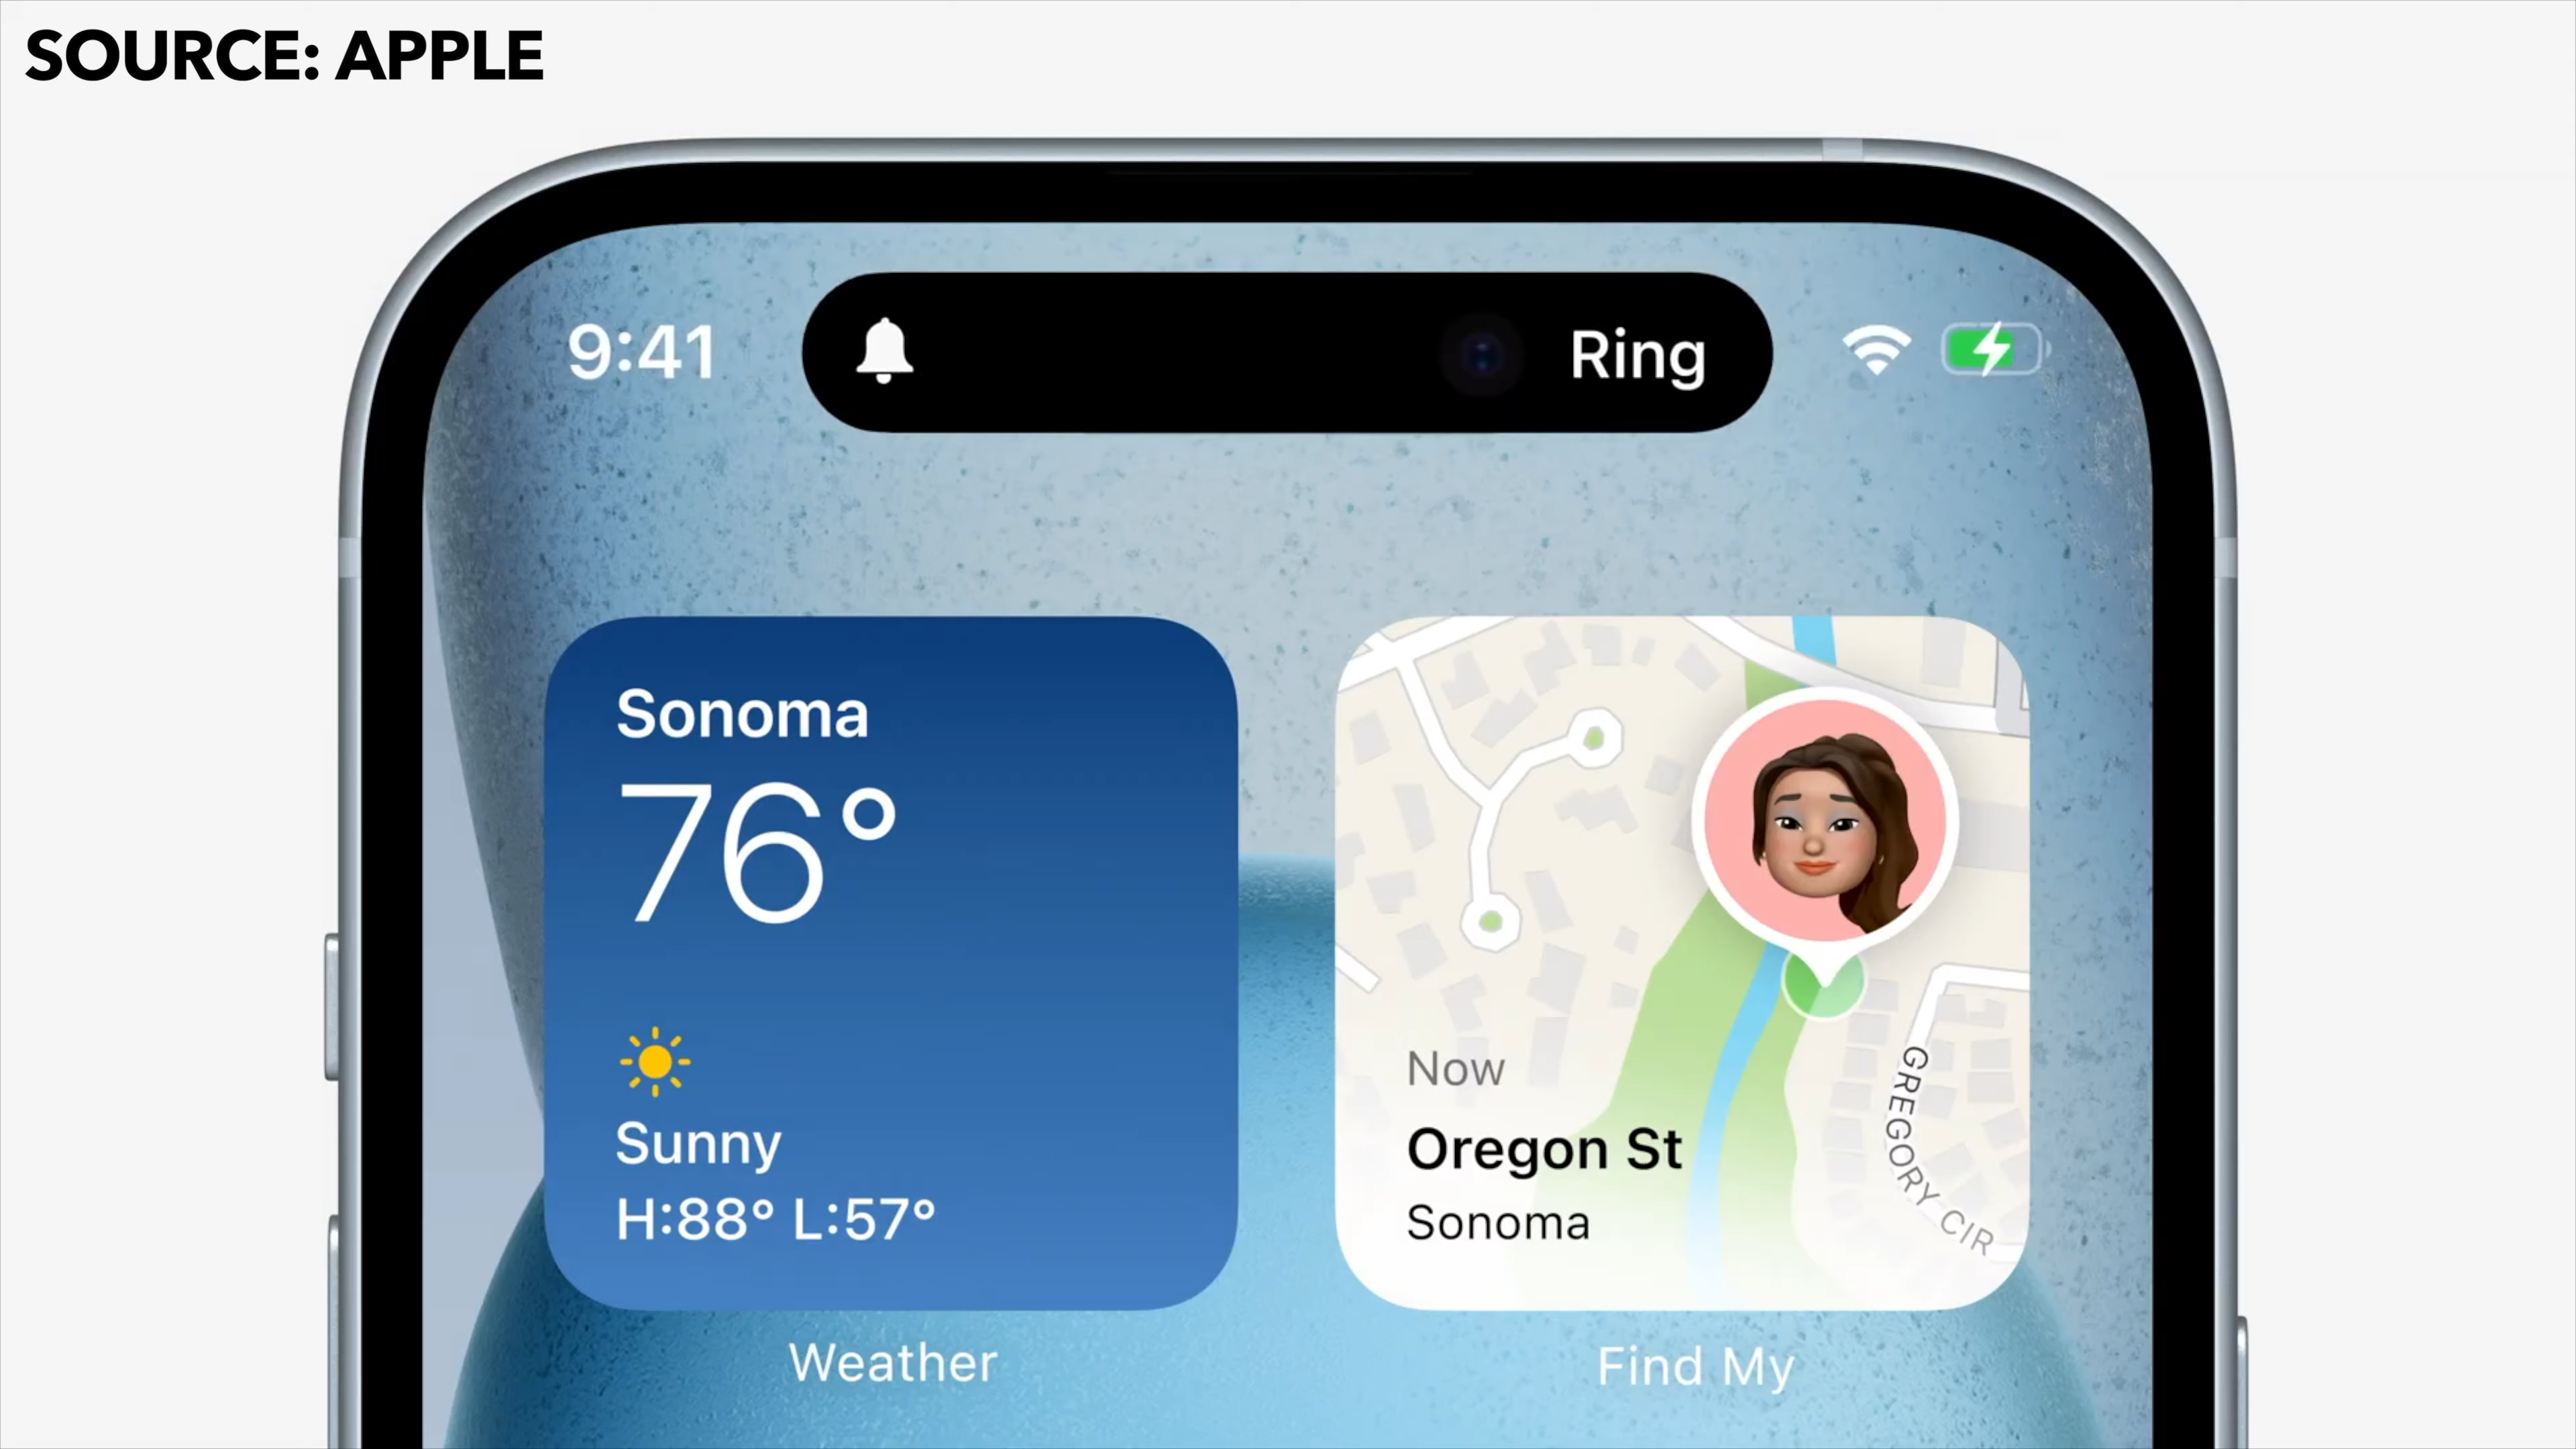 SOURCE: APPLE
9:41
Ring
Sonoma
76°
Sunny
H:88° L:57°
Weather
Now
Oregon St
Sonoma
GREGORY CIR
Find My